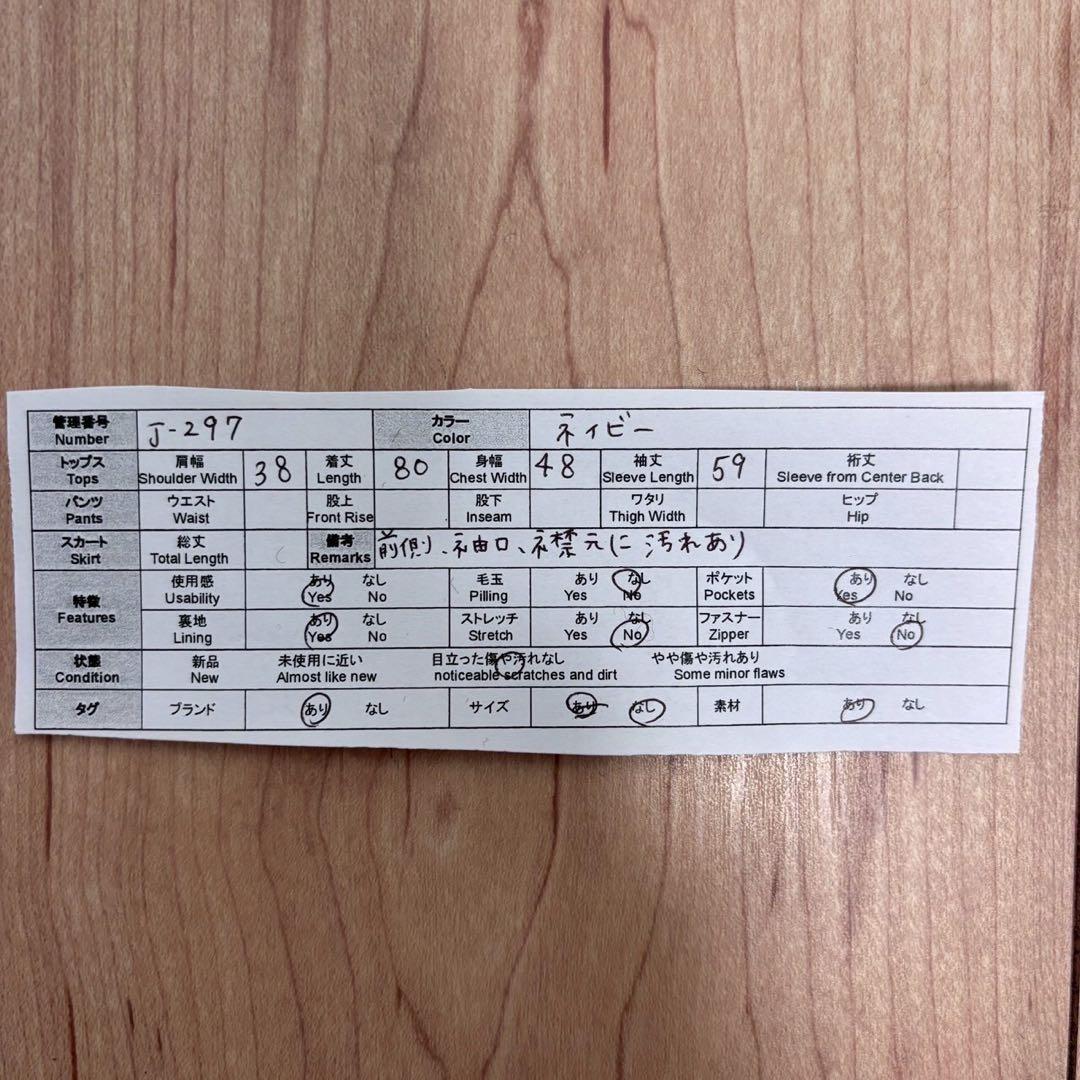 管理番号 J-297 カラー ネイビー
Number Color
トップス 肩幅 38 着丈 80 身幅 48 袖丈 59 裄丈
Tops Shoulder Width Length Chest Width Sleeve Length Sleeve from Center Back
パンツ ウエスト 股上 股下 ワタリ ヒップ
Pants Waist Front Rise Inseam Thigh Width Hip
スカート 総丈 備考 前側、袖口、襟元に汚れあり
Skirt Total Length Remarks
特徴 使用感 あり なし 毛玉 あり なし ポケット あり なし
Features Usability Yes No Pilling Yes No Pockets Yes No
裏地 あり なし ストレッチ あり なし ファスナー あり なし
Lining Yes No Stretch Yes No Zipper Yes No
状態 新品 未使用に近い 目立った傷や汚れなし やや傷や汚れあり
Condition New Almost like new noticeable scratches and dirt Some minor flaws
タグ ブランド あり なし サイズ あり なし 素材 あり なし